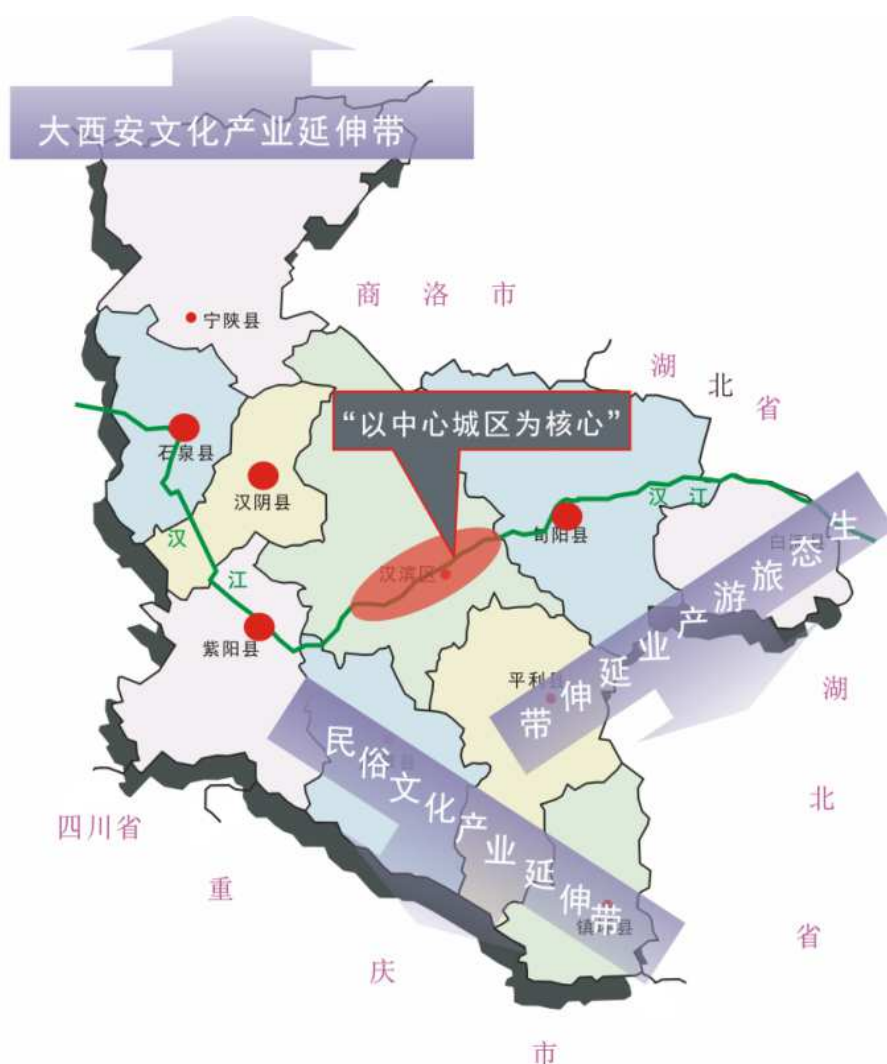 大西安文化产业延伸带
商洛市
宁陕县
湖北省
“以中心城区为核心”
石泉县
汉阴县
汉江
旬阳县
汉江
汉滨区
紫阳县
平利县
生态旅游产业延伸带
民俗文化产业延伸带
湖北省
四川省
重庆市